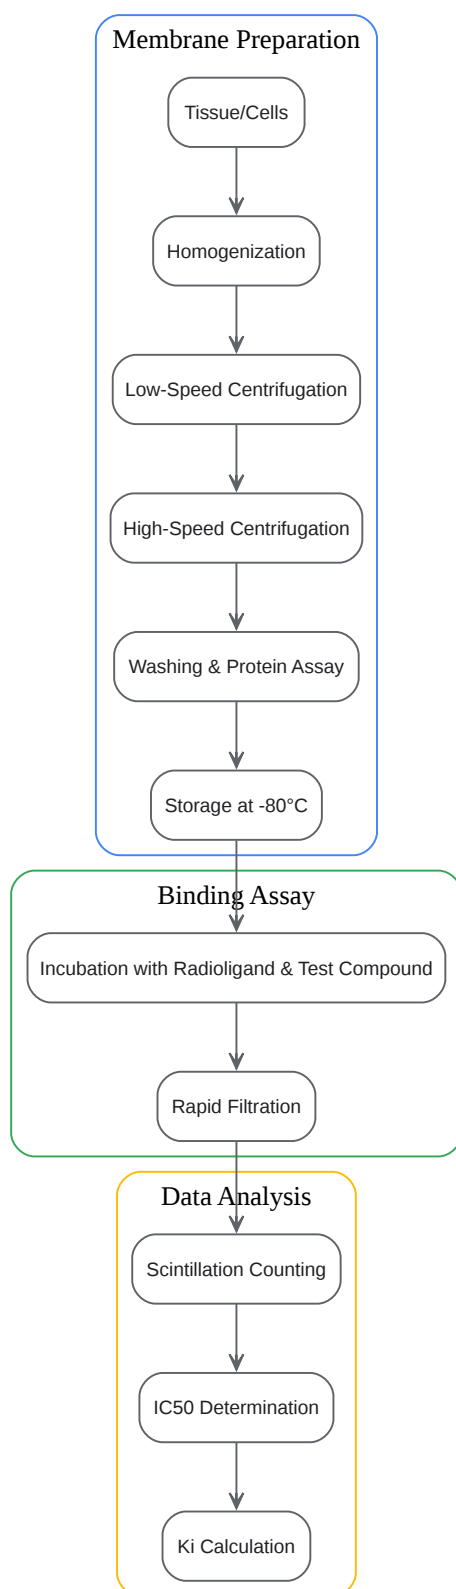 Membrane Preparation
Tissue/Cells
Homogenization
Low-Speed Centrifugation
High-Speed Centrifugation
Washing & Protein Assay
Storage at -80°C
Binding Assay
Incubation with Radioligand & Test Compound
Rapid Filtration
Data Analysis
Scintillation Counting
IC50 Determination
Ki Calculation